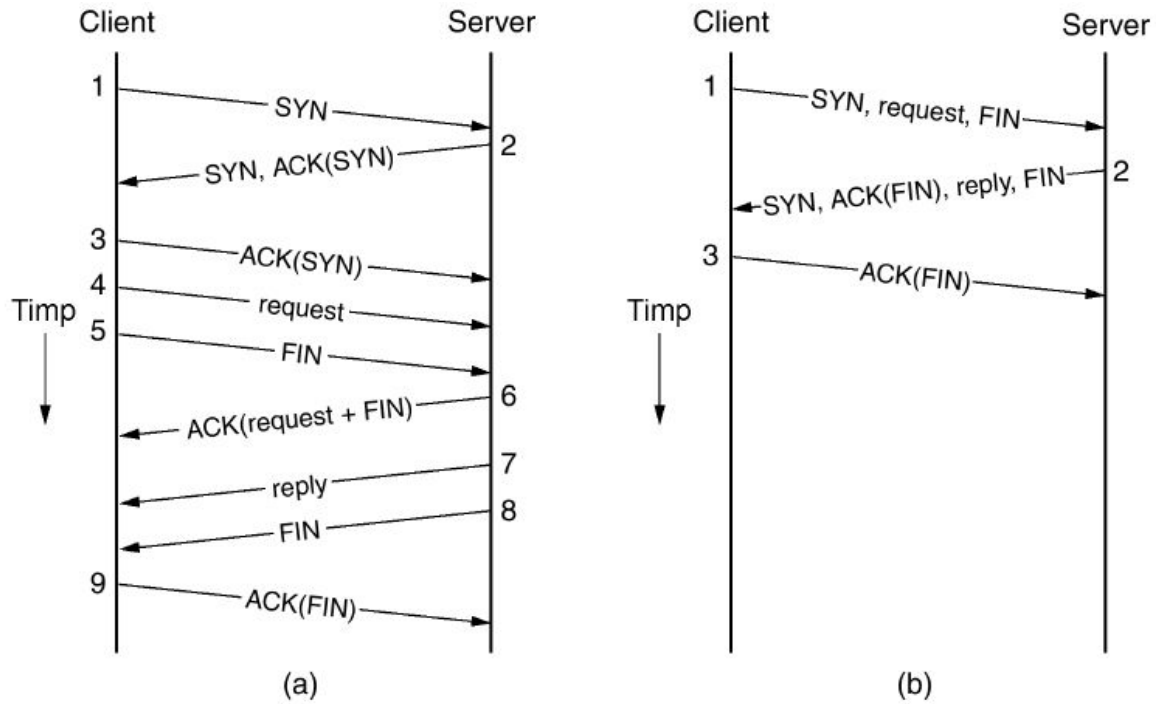 Client
Server
1
SYN
2
SYN, ACK(SYN)
3
ACK(SYN)
4
request
Timp
5
FIN
6
ACK(request + FIN)
7
reply
8
FIN
9
ACK(FIN)
(a)
Client
Server
1
SYN, request, FIN
2
SYN, ACK(FIN), reply, FIN
3
ACK(FIN)
Timp
(b)